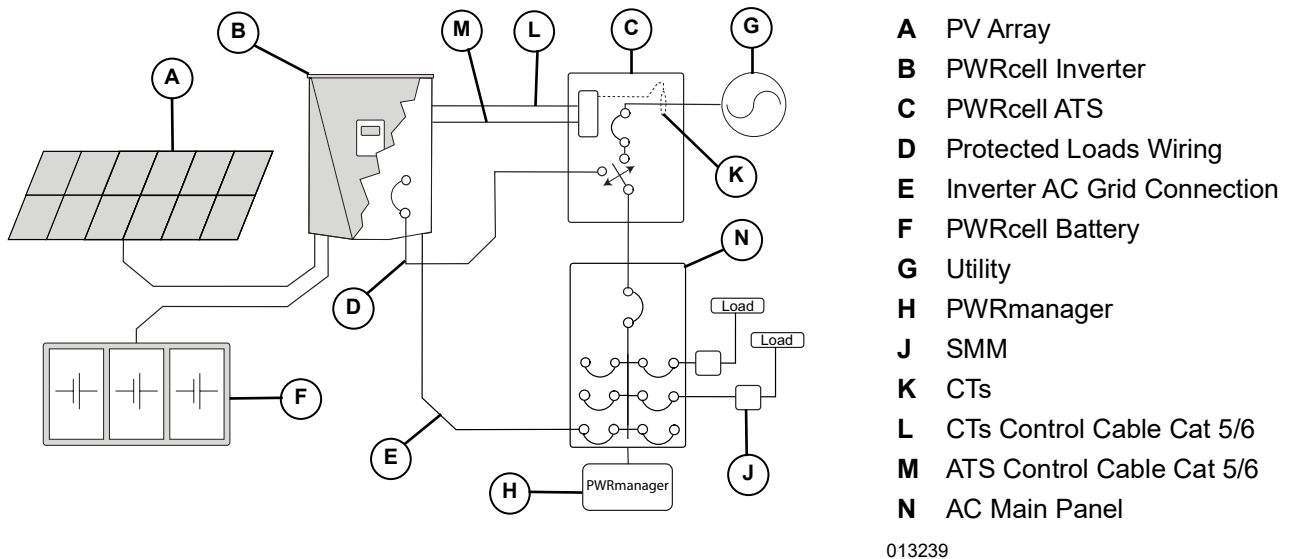 B
M
L
C
G
A
K
N
D
Load
Load
F
E
H
PWRmanager
J
A PV Array
B PWRcell Inverter
C PWRcell ATS
D Protected Loads Wiring
E Inverter AC Grid Connection
F PWRcell Battery
G Utility
H PWRmanager
J SMM
K CTs
L CTs Control Cable Cat 5/6
M ATS Control Cable Cat 5/6
N AC Main Panel
013239